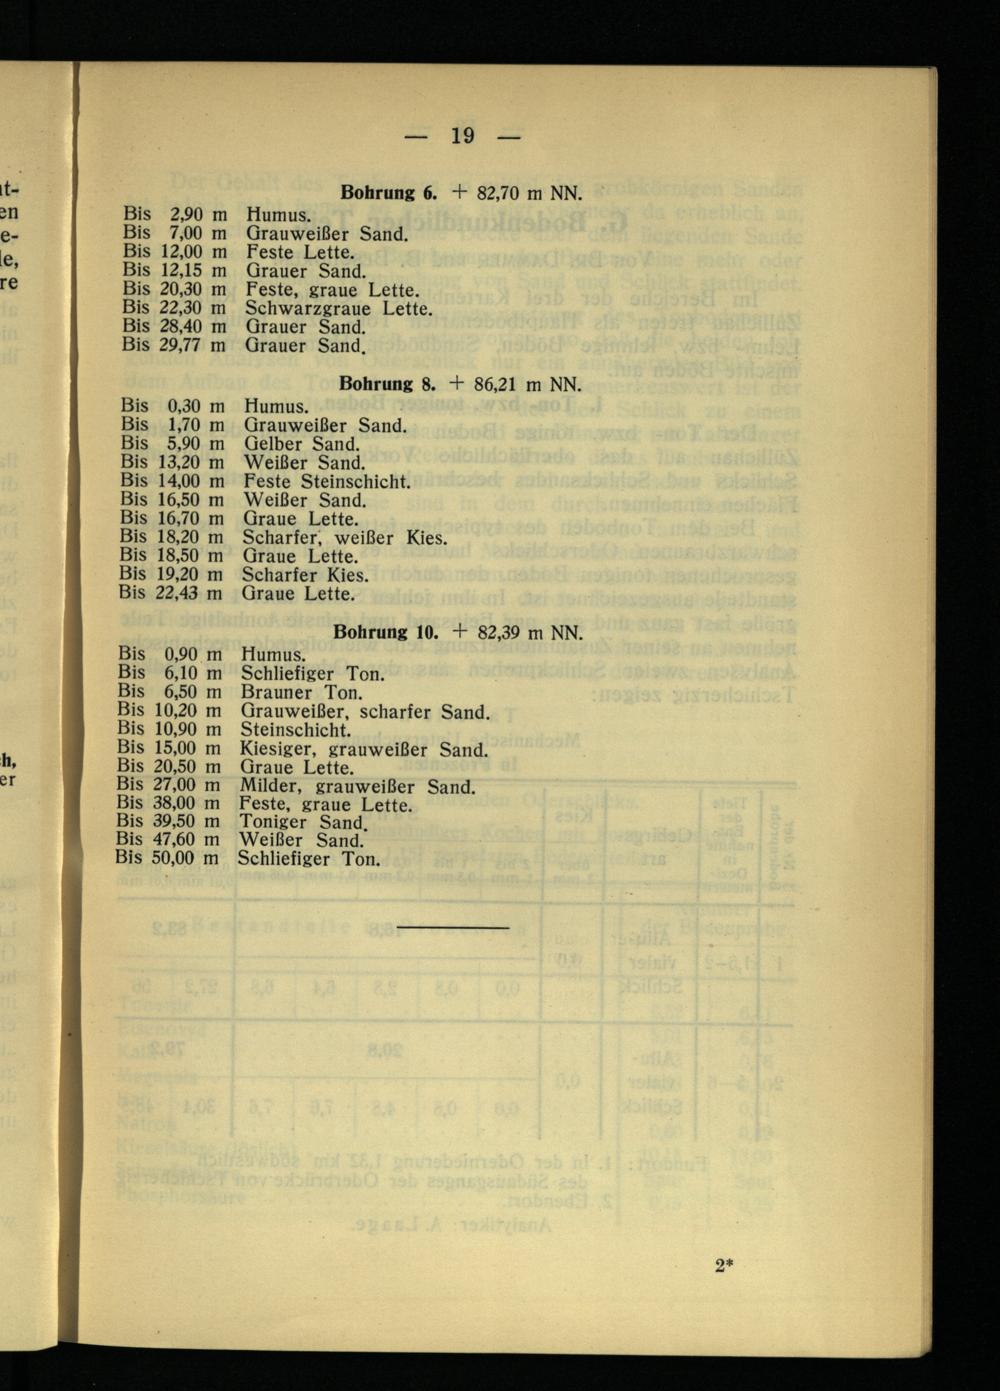 — 19 —
Bohrung 6. + 82,70 m NN.
Bis 2,90 m Humus.
Bis 7,00 m Grauweißer Sand.
Bis 12,00 m Feste Lette.
Bis 12,15 m Grauer Sand.
Bis 20,30 m Feste, graue Lette.
Bis 22,30 m Schwarzgraue Lette.
Bis 28,40 m Grauer Sand.
Bis 29,77 m Grauer Sand.
Bohrung 8. + 86,21 m NN.
Bis 0,30 m Humus.
Bis 1,70 m Grauweißer Sand.
Bis 5,90 m Gelber Sand.
Bis 13,20 m Weißer Sand.
Bis 14,00 m Feste Steinschicht.
Bis 16,50 m Weißer Sand.
Bis 16,70 m Graue Lette.
Bis 18,20 m Scharfer, weißer Kies.
Bis 18,50 m Graue Lette.
Bis 19,20 m Scharfer Kies.
Bis 22,43 m Graue Lette.
Bohrung 10. + 82,39 m NN.
Bis 0,90 m Humus.
Bis 6,10 m Schliefiger Ton.
Bis 6,50 m Brauner Ton.
Bis 10,20 m Grauweißer, scharfer Sand.
Bis 10,90 m Steinschicht.
Bis 15,00 m Kiesiger, grauweißer Sand.
Bis 20,50 m Graue Lette.
Bis 27,00 m Milder, grauweißer Sand.
Bis 38,00 m Feste, graue Lette.
Bis 39,50 m Toniger Sand.
Bis 47,60 m Weißer Sand.
Bis 50,00 m Schliefiger Ton.
2*